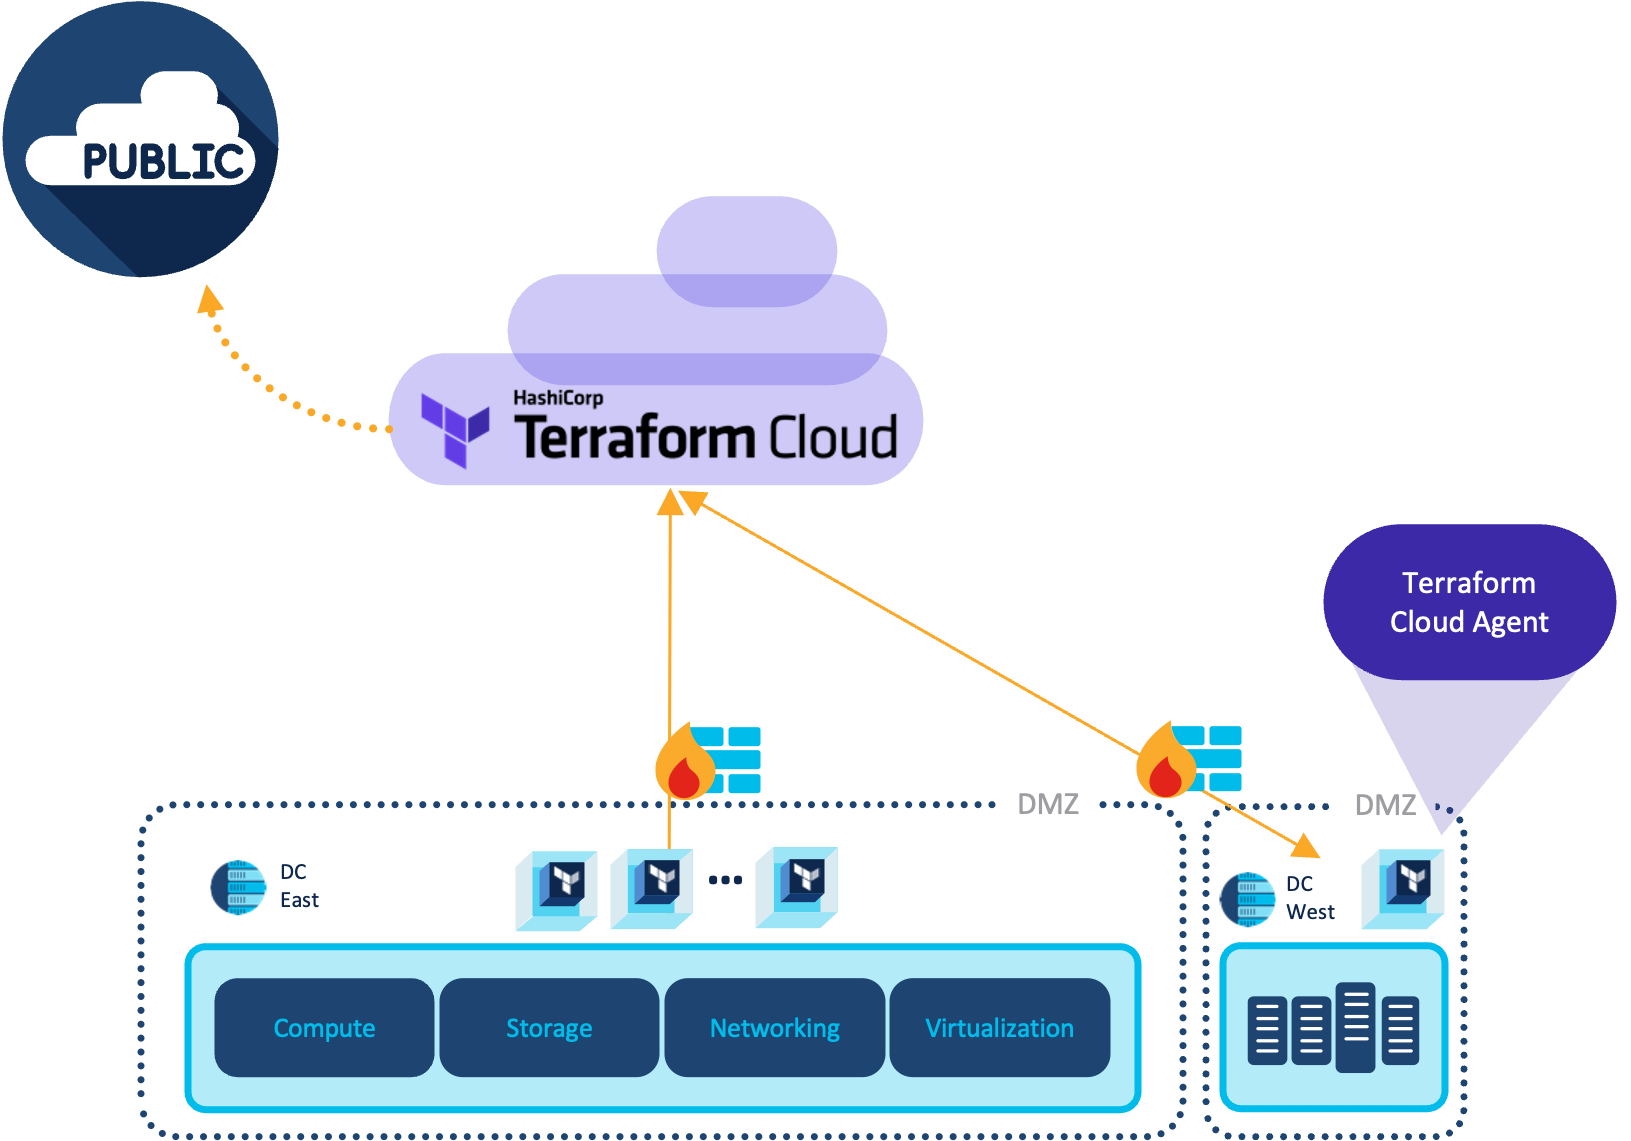 PUBLIC
HashiCorp
Terraform Cloud
Terraform
Cloud Agent
DMZ
DMZ
DC
East
DC
West
Compute
Storage
Networking
Virtualization